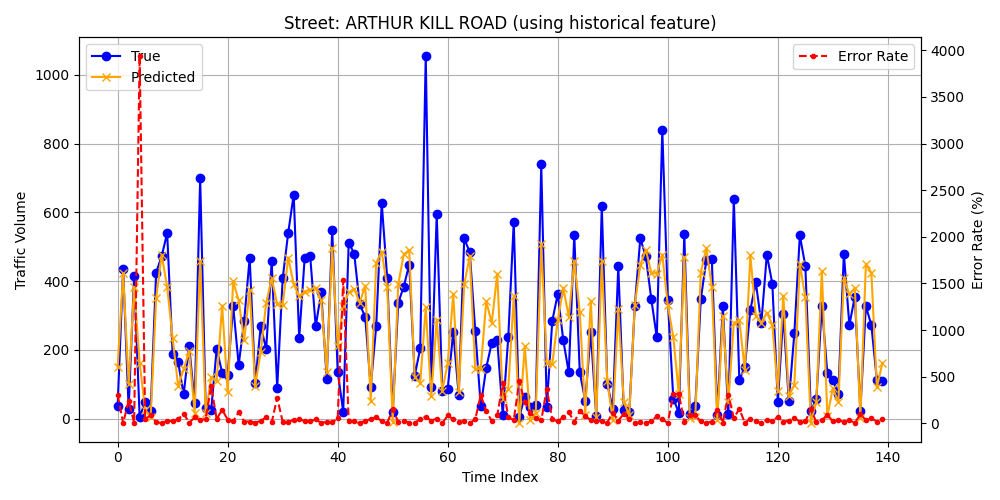 Street: ARTHUR KILL ROAD (using historical feature)
True
Predicted
Error Rate
Traffic Volume
1000
800
600
400
200
0
4000
3500
3000
2500
2000
1500
1000
500
0
Error Rate (%)
0 20 40 60 80 100 120 140
Time Index